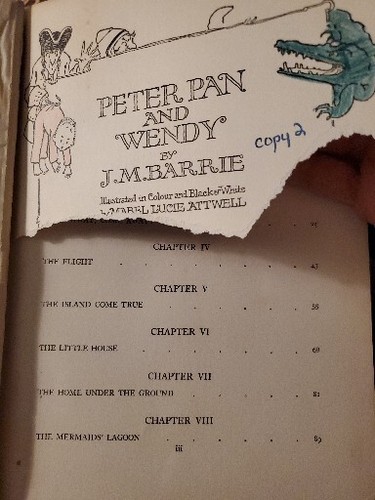 PETER PAN
AND
WENDY
BY
J.M.BARRIE
copy 2
Illustrated in Colour and Black & White
by MABEL LUCIE ATTWELL
CHAPTER IV
THE FLIGHT . . . . . . 43
CHAPTER V
THE ISLAND COME TRUE . . . . . 58
CHAPTER VI
THE LITTLE HOUSE . . . . . .
CHAPTER VII
THE HOME UNDER THE GROUND . . . . 82
CHAPTER VIII
THE MERMAIDS' LAGOON . . . . . 89
iii